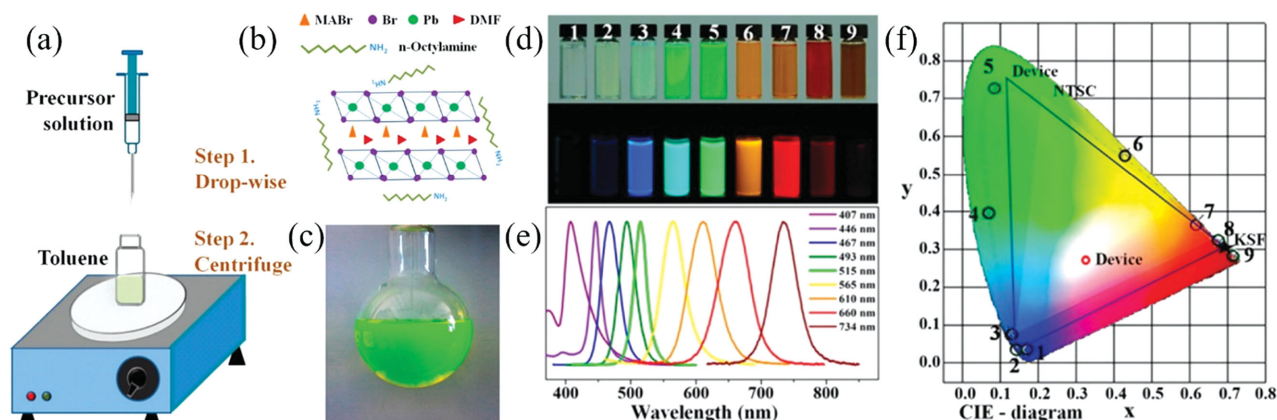 (a)
Precursor
solution
Step 1.
Drop-wise
Toluene
Step 2.
Centrifuge
(b)
MABr Br Pb DMF
NH2 n-Octylamine
NH2
NH2
NH2
NH2
(c)
(d)
1 2 3 4 5 6 7 8 9
(e)
407 nm
446 nm
467 nm
493 nm
515 nm
565 nm
610 nm
660 nm
734 nm
400 500 600 700 800 900
Wavelength (nm)
(f)
y
0.8
0.7
0.6
0.5
0.4
0.3
0.2
0.1
0.0
5
Device
NTSC
6
4
7
8
KSF
9
Device
3
2
1
0.0 0.1 0.2 0.3 0.4 0.5 0.6 0.7 0.8
CIE - diagram x